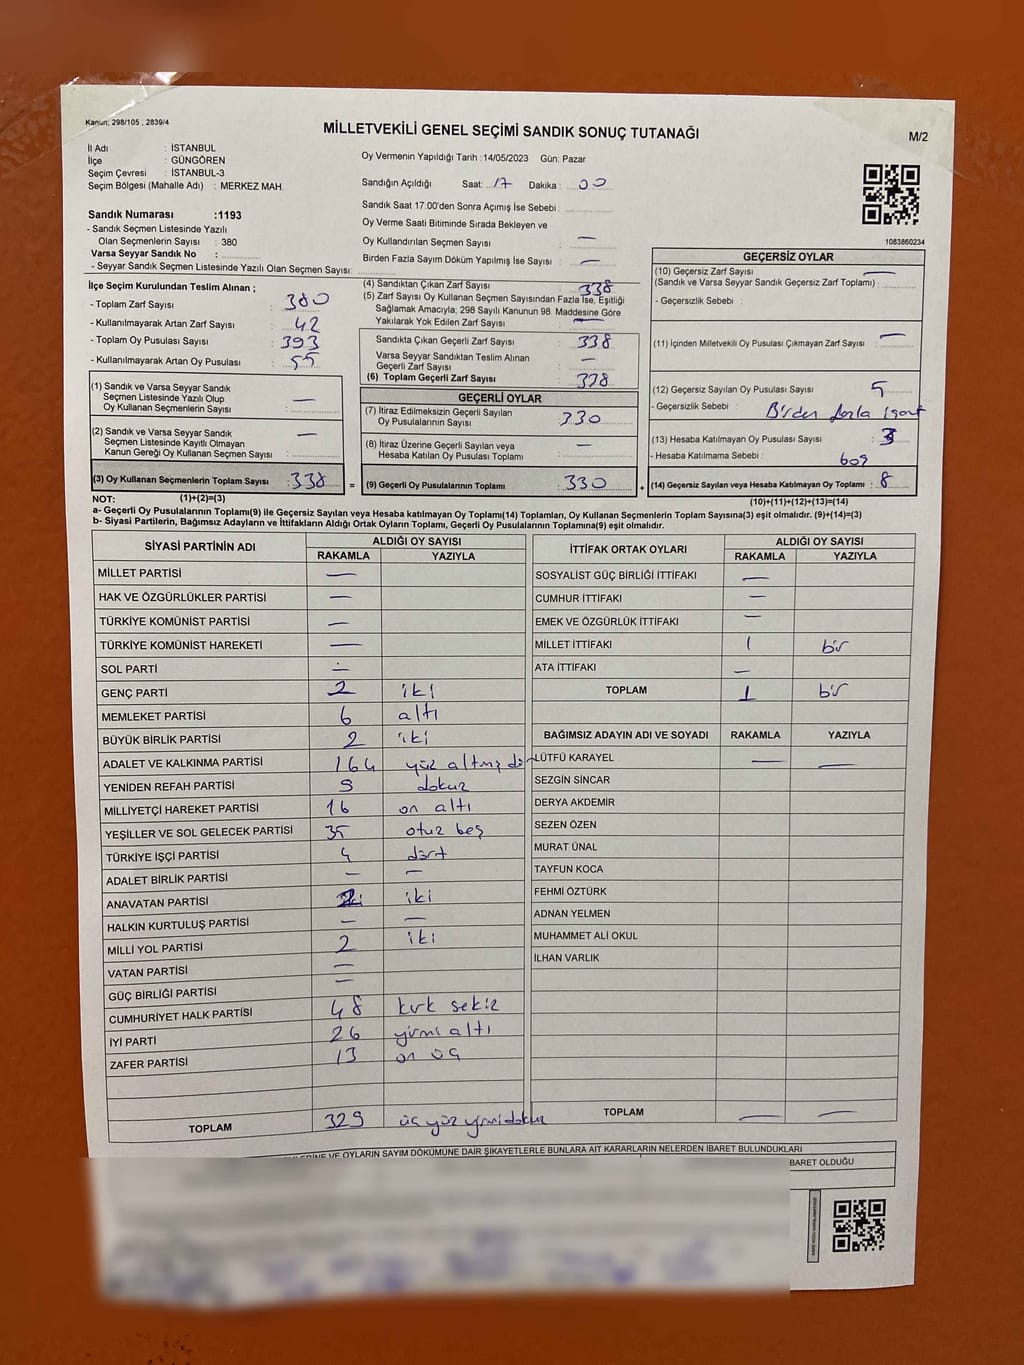 Kanun; 298/105 , 2839/4
MİLLETVEKİLİ GENEL SEÇİMİ SANDIK SONUÇ TUTANAĞI
M/2
İl Adı : İSTANBUL
İlçe : GÜNGÖREN
Seçim Çevresi : İSTANBUL-3
Seçim Bölgesi (Mahalle Adı) : MERKEZ MAH.
Sandık Numarası :1193
- Sandık Seçmen Listesinde Yazılı
Olan Seçmenlerin Sayısı : 380
Varsa Seyyar Sandık No :
- Seyyar Sandık Seçmen Listesinde Yazılı Olan Seçmen Sayısı:
Oy Vermenin Yapıldığı Tarih :14/05/2023 Gün: Pazar
Sandığın Açıldığı Saat: 17 Dakika : 00
Sandık Saat 17.00'den Sonra Açımış İse Sebebi :
Oy Verme Saati Bitiminde Sırada Bekleyen ve
Oy Kullandırılan Seçmen Sayısı : —
Birden Fazla Sayım Döküm Yapılmış İse Sayısı : —
1083860234
İlçe Seçim Kurulundan Teslim Alınan ;
- Toplam Zarf Sayısı : 380
- Kullanılmayarak Artan Zarf Sayısı : 42
- Toplam Oy Pusulası Sayısı : 393
- Kullanılmayarak Artan Oy Pusulası : 55
(1) Sandık ve Varsa Seyyar Sandık
Seçmen Listesinde Yazılı Olup
Oy Kullanan Seçmenlerin Sayısı : —
(2) Sandık ve Varsa Seyyar Sandık
Seçmen Listesinde Kayıtlı Olmayan
Kanun Gereği Oy Kullanan Seçmen Sayısı : —
(3) Oy Kullanan Seçmenlerin Toplam Sayısı : 338
(4) Sandıktan Çıkan Zarf Sayısı : 338
(5) Zarf Sayısı Oy Kullanan Seçmen Sayısından Fazla İse, Eşitliği
Sağlamak Amacıyla; 298 Sayılı Kanunun 98. Maddesine Göre
Yakılarak Yok Edilen Zarf Sayısı : —
Sandıkta Çıkan Geçerli Zarf Sayısı : 338
Varsa Seyyar Sandıktan Teslim Alınan
Geçerli Zarf Sayısı : —
(6) Toplam Geçerli Zarf Sayısı : 338
GEÇERLİ OYLAR
(7) İtiraz Edilmeksizin Geçerli Sayılan
Oy Pusulalarının Sayısı : 330
(8) İtiraz Üzerine Geçerli Sayılan veya
Hesaba Katılan Oy Pusulası Toplamı : —
= (9) Geçerli Oy Pusulalarının Toplamı : 330 +
GEÇERSİZ OYLAR
(10) Geçersiz Zarf Sayısı —
(Sandık ve Varsa Seyyar Sandık Geçersiz Zarf Toplamı) :
- Geçersizlik Sebebi :
(11) İçinden Milletvekili Oy Pusulası Çıkmayan Zarf Sayısı : —
(12) Geçersiz Sayılan Oy Pusulası Sayısı : 5
- Geçersizlik Sebebi : Birden fazla işaret
(13) Hesaba Katılmayan Oy Pusulası Sayısı : 3
- Hesaba Katılmama Sebebi : boş
(14) Geçersiz Sayılan veya Hesaba Katılmayan Oy Toplamı : 8
NOT: (1)+(2)=(3)
(10)+(11)+(12)+(13)=(14)
a- Geçerli Oy Pusulalarının Toplamı(9) ile Geçersiz Sayılan veya Hesaba katılmayan Oy Toplamı(14) Toplamları, Oy Kullanan Seçmenlerin Toplam Sayısına(3) eşit olmalıdır. (9)+(14)=(3)
b- Siyasi Partilerin, Bağımsız Adayların ve İttifakların Aldığı Ortak Oyların Toplamı, Geçerli Oy Pusulalarının Toplamına(9) eşit olmalıdır.
SİYASİ PARTİNİN ADI ALDIĞI OY SAYISI
RAKAMLA YAZIYLA
MİLLET PARTİSİ —
HAK VE ÖZGÜRLÜKLER PARTİSİ —
TÜRKİYE KOMÜNİST PARTİSİ —
TÜRKİYE KOMÜNİST HAREKETİ —
SOL PARTİ —
GENÇ PARTİ 2 iki
MEMLEKET PARTİSİ 6 altı
BÜYÜK BİRLİK PARTİSİ 2 iki
ADALET VE KALKINMA PARTİSİ 164 yüz altmış dör
YENİDEN REFAH PARTİSİ 9 dokuz
MİLLİYETÇİ HAREKET PARTİSİ 16 on altı
YEŞİLLER VE SOL GELECEK PARTİSİ 35 otuz beş
TÜRKİYE İŞÇİ PARTİSİ 4 dört
ADALET BİRLİK PARTİSİ — —
ANAVATAN PARTİSİ 2 iki
HALKIN KURTULUŞ PARTİSİ — —
MİLLİ YOL PARTİSİ 2 iki
VATAN PARTİSİ —
GÜÇ BİRLİĞİ PARTİSİ —
CUMHURİYET HALK PARTİSİ 48 kırk sekiz
İYİ PARTİ 26 yirmi altı
ZAFER PARTİSİ 13 on üç
TOPLAM 329 üç yüz yirmi dokuz
İTTİFAK ORTAK OYLARI ALDIĞI OY SAYISI
RAKAMLA YAZIYLA
SOSYALİST GÜÇ BİRLİĞİ İTTİFAKI —
CUMHUR İTTİFAKI —
EMEK VE ÖZGÜRLÜK İTTİFAKI —
MİLLET İTTİFAKI 1 bir
ATA İTTİFAKI —
TOPLAM 1 bir
BAĞIMSIZ ADAYIN ADI VE SOYADI RAKAMLA YAZIYLA
LÜTFÜ KARAYEL — —
SEZGİN SİNCAR
DERYA AKDEMİR
SEZEN ÖZEN
MURAT ÜNAL
TAYFUN KOCA
FEHMİ ÖZTÜRK
ADNAN YELMEN
MUHAMMET ALİ OKUL
İLHAN VARLIK
TOPLAM — —
VE OYLARIN SAYIM DÖKÜMÜNE DAİR ŞİKAYETLERLE BUNLARA AİT KARARLARIN NELERDEN İBARET BULUNDUKLARI
BARET OLDUĞU